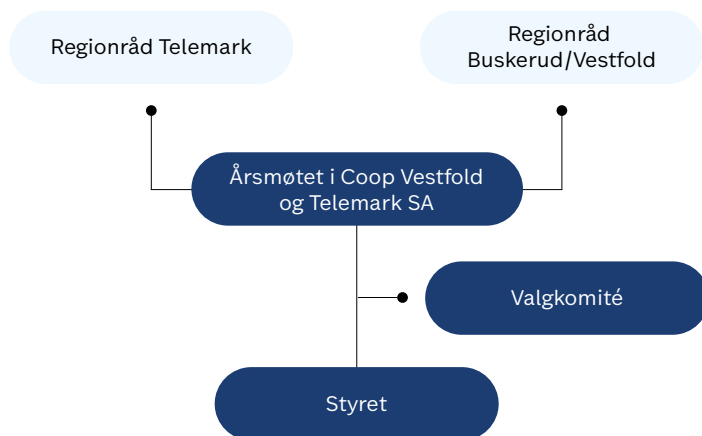 Regionråd Telemark
Regionråd
Buskerud/Vestfold
Årsmøtet i Coop Vestfold
og Telemark SA
Valgkomité
Styret